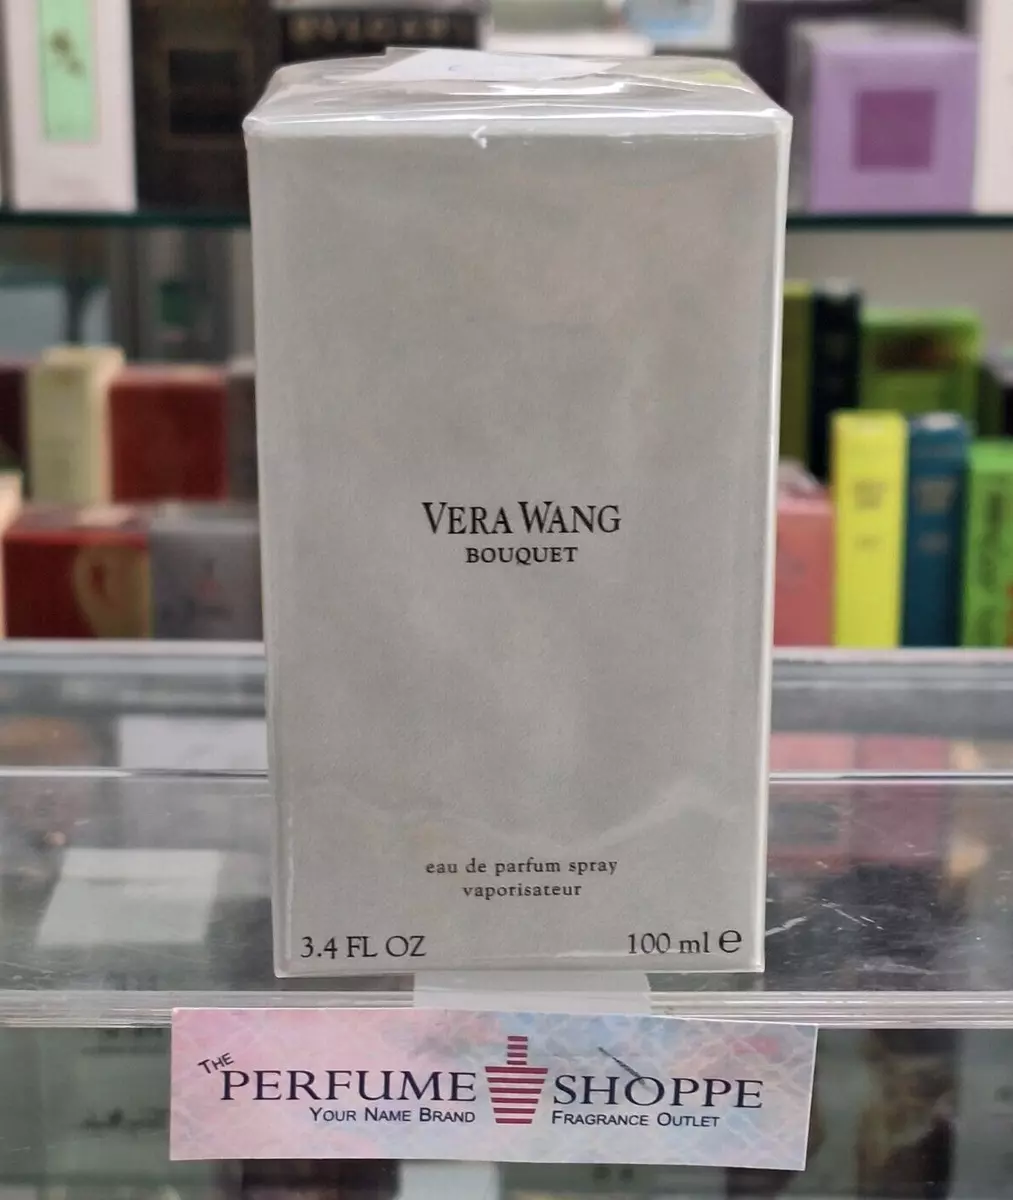 BVLGARI
VERA WANG
BOUQUET
eau de parfum spray
vaporisateur
3.4 FL OZ
100 ml ℮
THE
PERFUME SHOPPE
YOUR NAME BRAND FRAGRANCE OUTLET